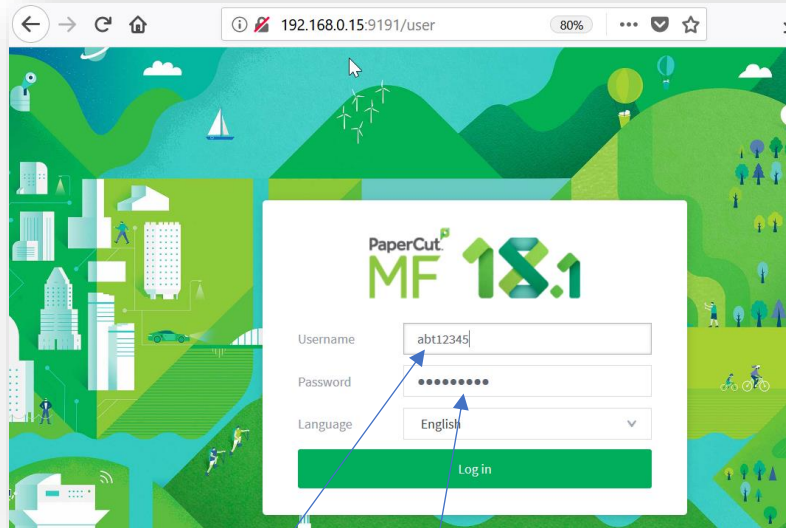 192.168.0.15:9191/user
80%
PaperCut
MF 18.1
Username abt12345
Password •••••••••
Language English
Log in